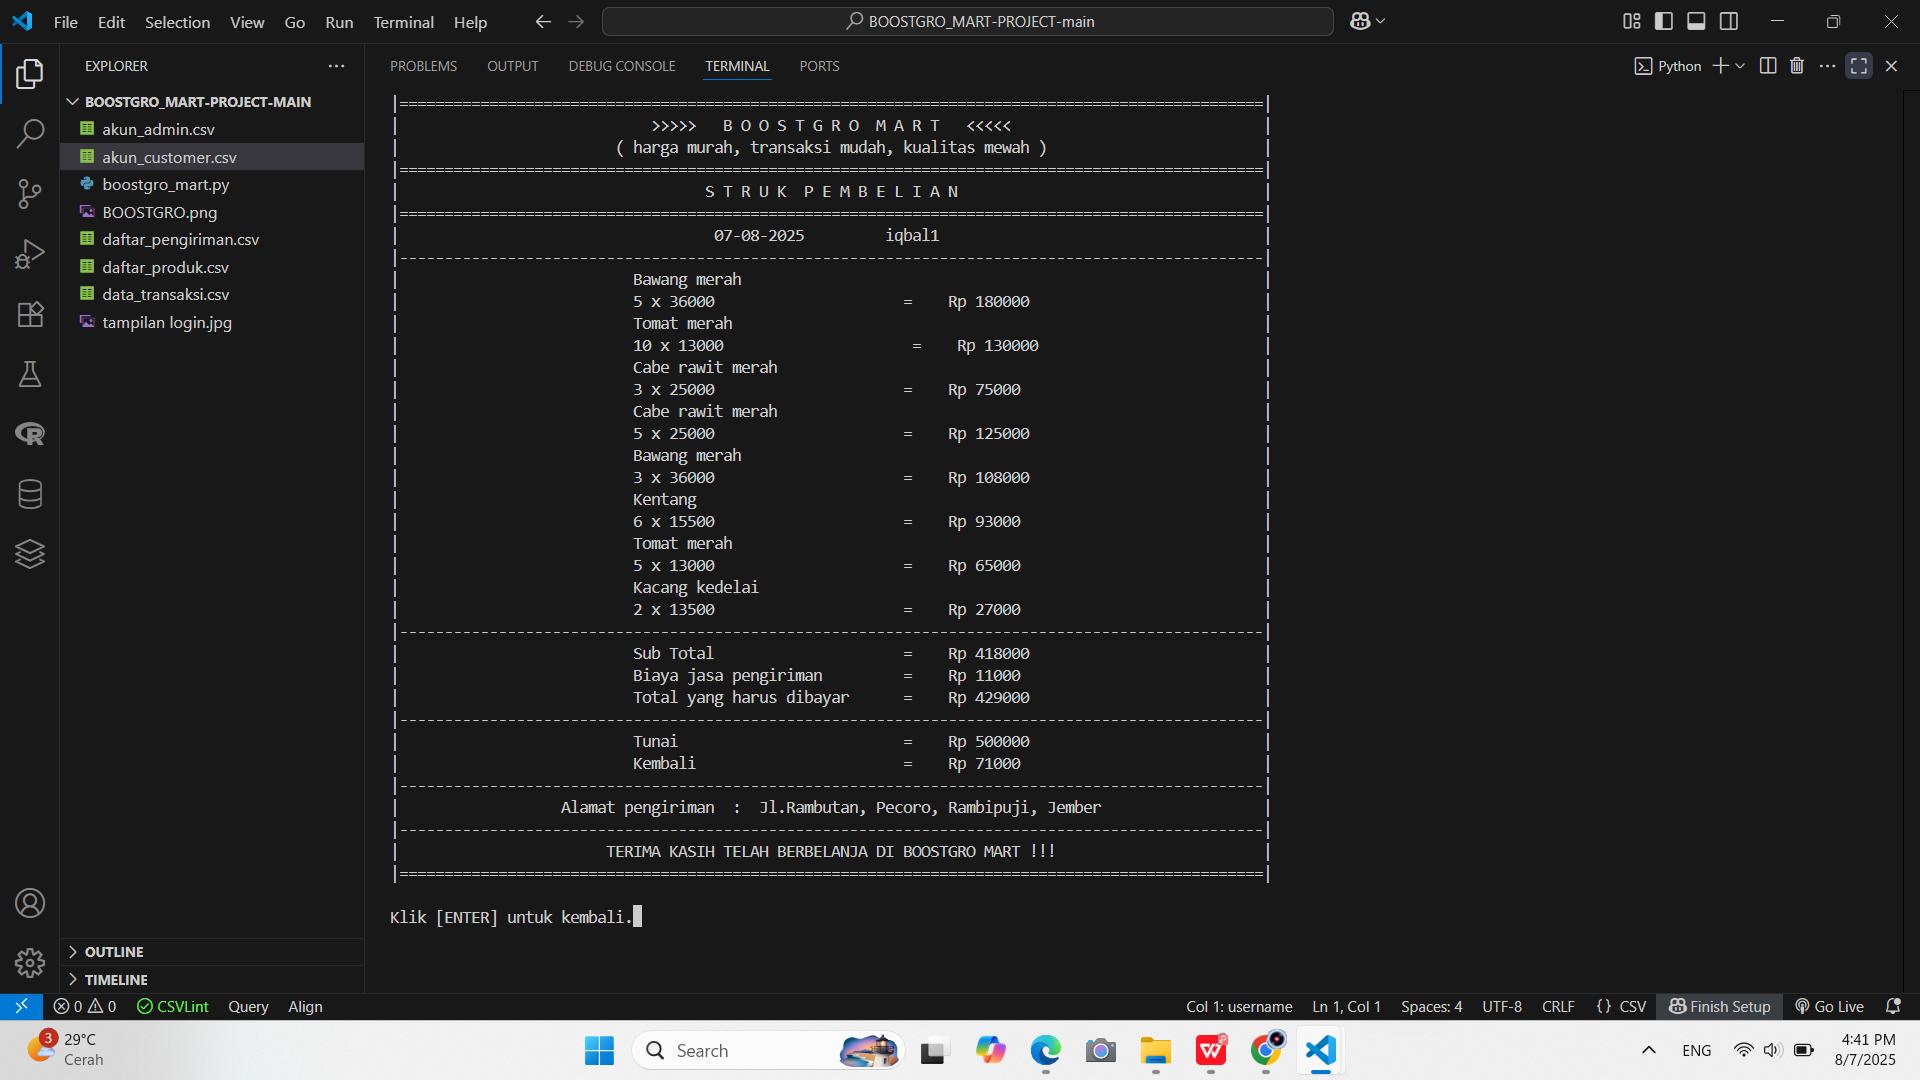 File Edit Selection View Go Run Terminal Help
BOOSTGRO_MART-PROJECT-main
EXPLORER
PROBLEMS OUTPUT DEBUG CONSOLE TERMINAL PORTS
Python
BOOSTGRO_MART-PROJECT-MAIN
akun_admin.csv
akun_customer.csv
boostgro_mart.py
BOOSTGRO.png
daftar_pengiriman.csv
daftar_produk.csv
data_transaksi.csv
tampilan login.jpg
|================================================================================================|
| >>>>> B O O S T G R O M A R T <<<<< |
| ( harga murah, transaksi mudah, kualitas mewah ) |
|================================================================================================|
| S T R U K P E M B E L I A N |
|================================================================================================|
| 07-08-2025 iqbal1 |
|------------------------------------------------------------------------------------------------|
| Bawang merah |
| 5 x 36000 = Rp 180000 |
| Tomat merah |
| 10 x 13000 = Rp 130000 |
| Cabe rawit merah |
| 3 x 25000 = Rp 75000 |
| Cabe rawit merah |
| 5 x 25000 = Rp 125000 |
| Bawang merah |
| 3 x 36000 = Rp 108000 |
| Kentang |
| 6 x 15500 = Rp 93000 |
| Tomat merah |
| 5 x 13000 = Rp 65000 |
| Kacang kedelai |
| 2 x 13500 = Rp 27000 |
|------------------------------------------------------------------------------------------------|
| Sub Total = Rp 418000 |
| Biaya jasa pengiriman = Rp 11000 |
| Total yang harus dibayar = Rp 429000 |
|------------------------------------------------------------------------------------------------|
| Tunai = Rp 500000 |
| Kembali = Rp 71000 |
|------------------------------------------------------------------------------------------------|
| Alamat pengiriman : Jl.Rambutan, Pecoro, Rambipuji, Jember |
|------------------------------------------------------------------------------------------------|
| TERIMA KASIH TELAH BERBELANJA DI BOOSTGRO MART !!! |
|================================================================================================|
Klik [ENTER] untuk kembali.
OUTLINE
TIMELINE
0 0 CSVLint Query Align
Col 1: username Ln 1, Col 1 Spaces: 4 UTF-8 CRLF {} CSV Finish Setup Go Live
3
29°C
Cerah
Search
ENG
4:41 PM
8/7/2025